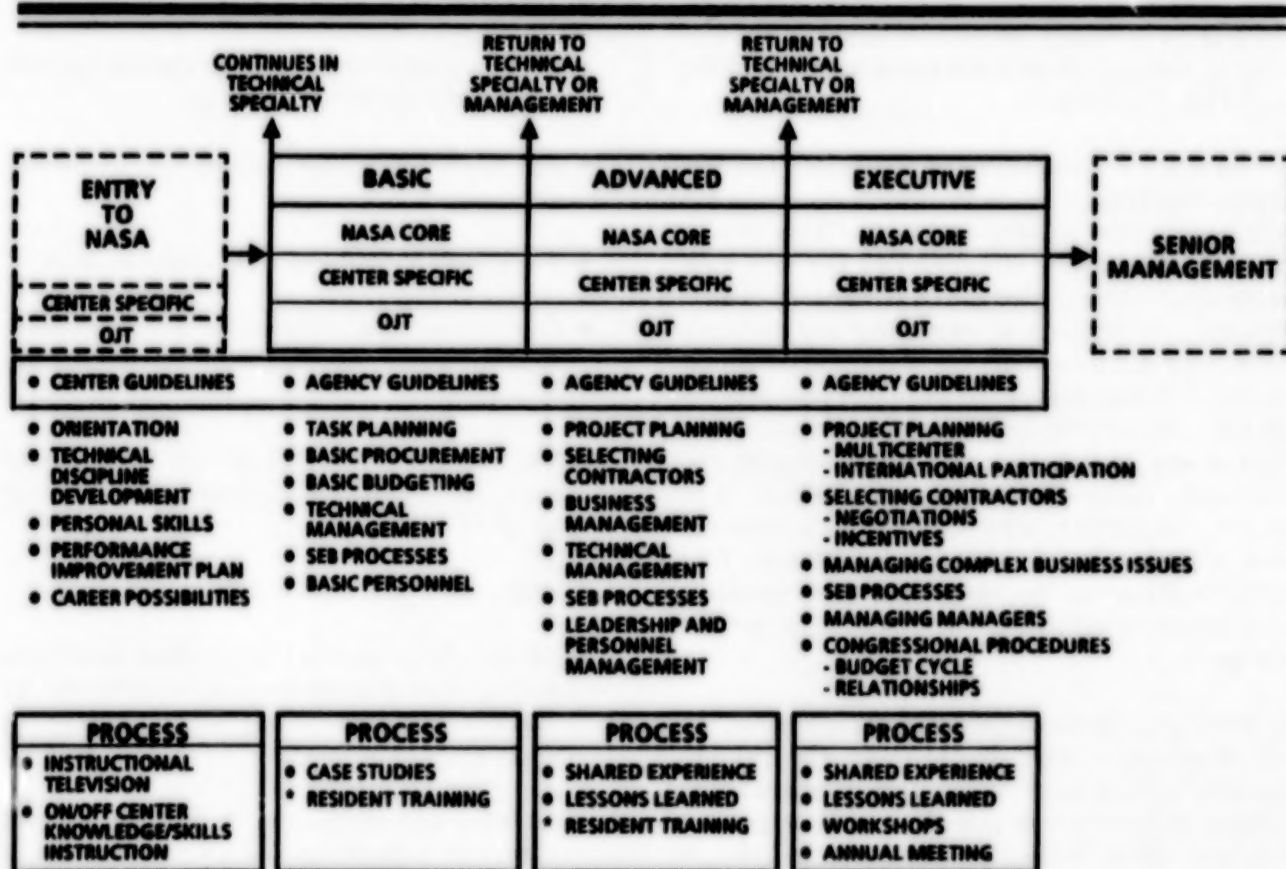 CONTINUES IN
TECHNICAL
SPECIALTY
RETURN TO
TECHNICAL
SPECIALTY OR
MANAGEMENT
RETURN TO
TECHNICAL
SPECIALTY OR
MANAGEMENT
ENTRY
TO
NASA
CENTER SPECIFIC
OJT
BASIC
NASA CORE
CENTER SPECIFIC
OJT
ADVANCED
NASA CORE
CENTER SPECIFIC
OJT
EXECUTIVE
NASA CORE
CENTER SPECIFIC
OJT
SENIOR
MANAGEMENT
• CENTER GUIDELINES
• AGENCY GUIDELINES
• AGENCY GUIDELINES
• AGENCY GUIDELINES
• ORIENTATION
• TECHNICAL
DISCIPLINE
DEVELOPMENT
• PERSONAL SKILLS
• PERFORMANCE
IMPROVEMENT PLAN
• CAREER POSSIBILITIES
• TASK PLANNING
• BASIC PROCUREMENT
• BASIC BUDGETING
• TECHNICAL
MANAGEMENT
• SEB PROCESSES
• BASIC PERSONNEL
• PROJECT PLANNING
• SELECTING
CONTRACTORS
• BUSINESS
MANAGEMENT
• TECHNICAL
MANAGEMENT
• SEB PROCESSES
• LEADERSHIP AND
PERSONNEL
MANAGEMENT
• PROJECT PLANNING
- MULTICENTER
- INTERNATIONAL PARTICIPATION
• SELECTING CONTRACTORS
- NEGOTIATIONS
- INCENTIVES
• MANAGING COMPLEX BUSINESS ISSUES
• SEB PROCESSES
• MANAGING MANAGERS
• CONGRESSIONAL PROCEDURES
- BUDGET CYCLE
- RELATIONSHIPS
PROCESS
• INSTRUCTIONAL
TELEVISION
• ON/OFF CENTER
KNOWLEDGE/SKILLS
INSTRUCTION
PROCESS
• CASE STUDIES
* RESIDENT TRAINING
PROCESS
• SHARED EXPERIENCE
• LESSONS LEARNED
* RESIDENT TRAINING
PROCESS
• SHARED EXPERIENCE
• LESSONS LEARNED
• WORKSHOPS
• ANNUAL MEETING